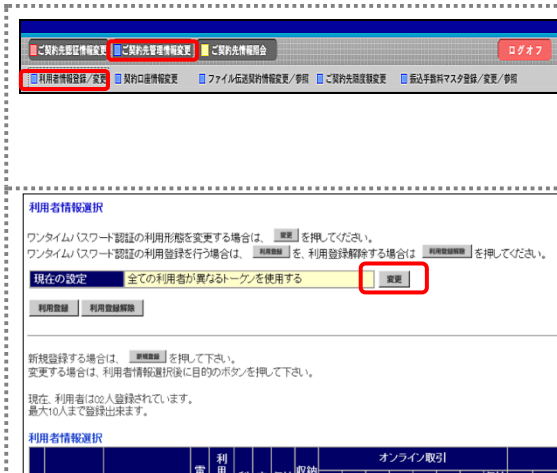 ご契約先認証情報変更 ご契約先管理情報変更 ご契約先情報照会 ログオフ
利用者情報登録/変更 契約口座情報変更 ファイル伝送契約情報変更/参照 ご契約先限度額変更 振込手数料マスタ登録/変更/参照
利用者情報選択
ワンタイムパスワード認証の利用形態を変更する場合は、 変更 を押してください。
ワンタイムパスワード認証の利用登録を行う場合は、 利用登録 を、利用登録解除する場合は 利用登録解除 を押してください。
現在の設定 全ての利用者が異なるトークンを使用する 変更
利用登録 利用登録解除
新規登録する場合は、 新規登録 を押して下さい。
変更する場合は、利用者情報選択後に目的のボタンを押して下さい。
現在、利用者は02人登録されています。
最大10人まで登録出来ます。
利用者情報選択
オンライン取引
電 利用 収納